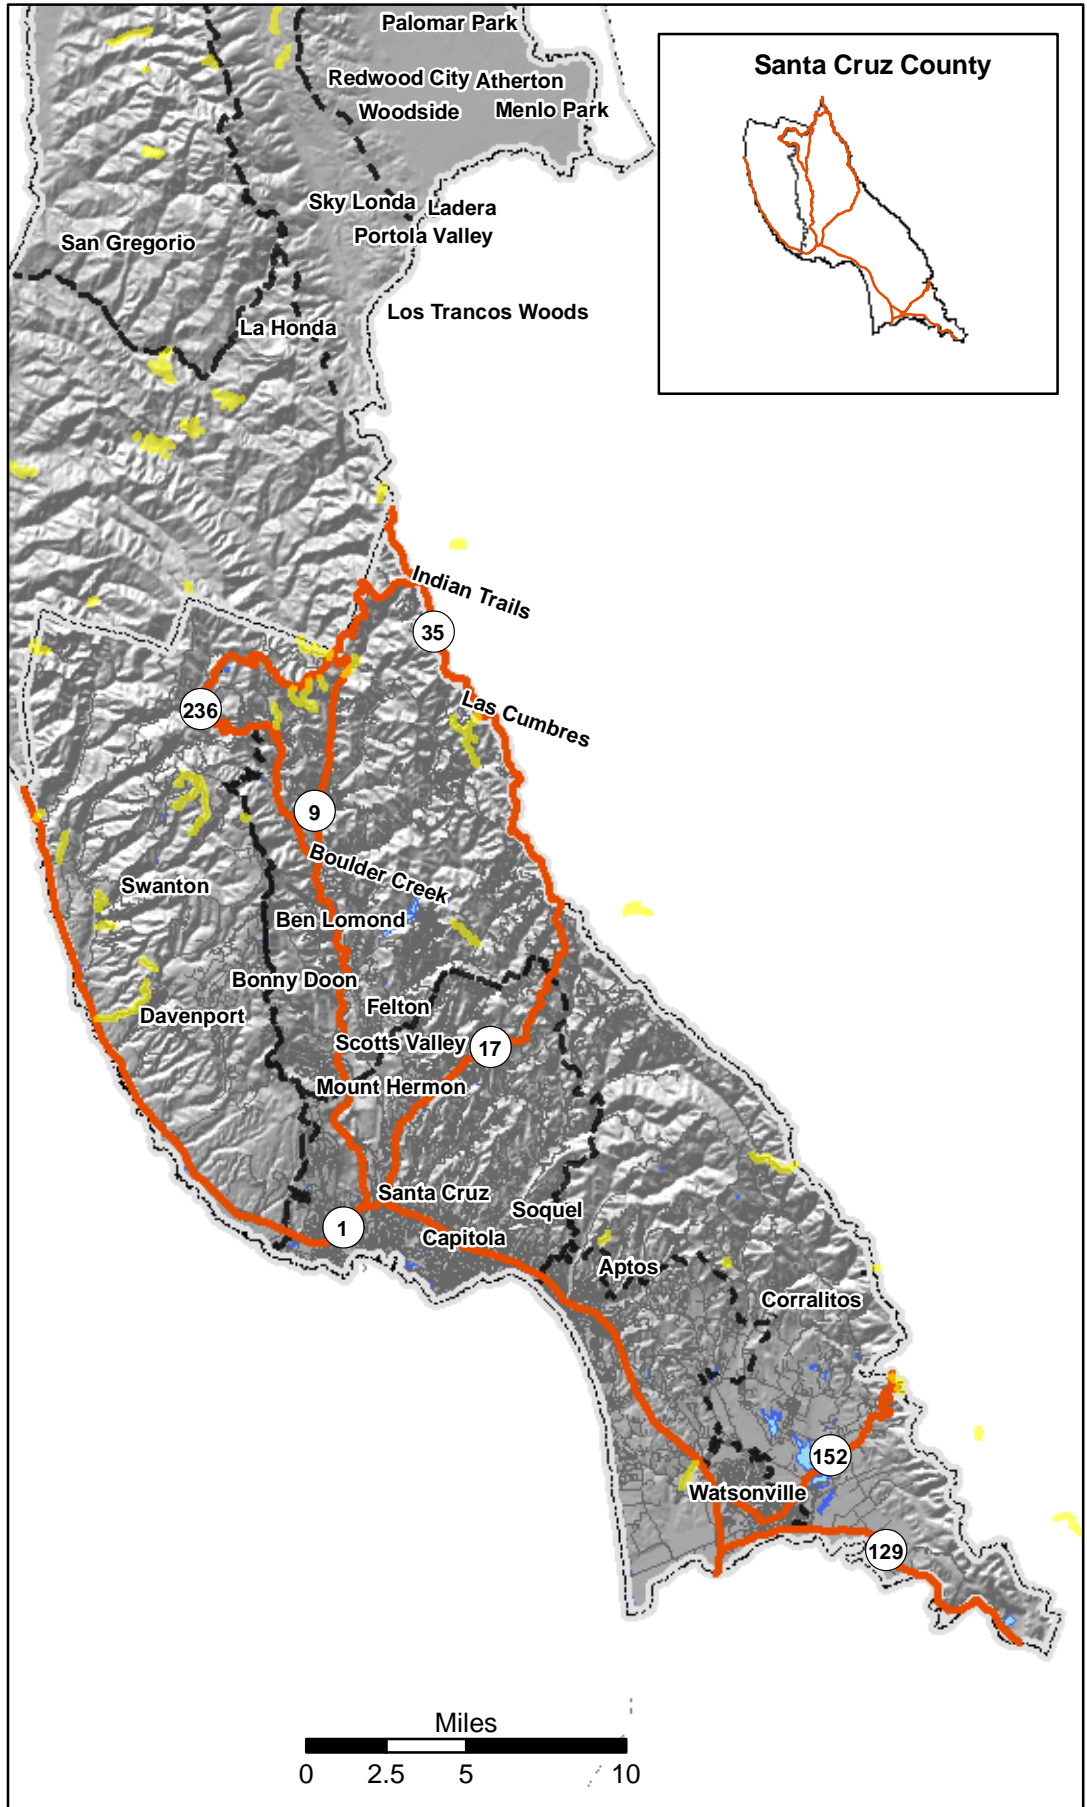 Palomar Park
Santa Cruz County
Redwood City
Atherton
Woodside
Menlo Park
Sky Londa
Ladera
Portola Valley
San Gregorio
Los Trancos Woods
La Honda
Indian Trails
35
236
Las Cumbres
9
Boulder Creek
Swanton
Ben Lomond
Bonny Doon
Felton
Davenport
Scotts Valley
17
Mount Hermon
Santa Cruz
Soquel
1
Capitola
Aptos
Corralitos
152
Watsonville
129
Miles
0 2.5 5 10